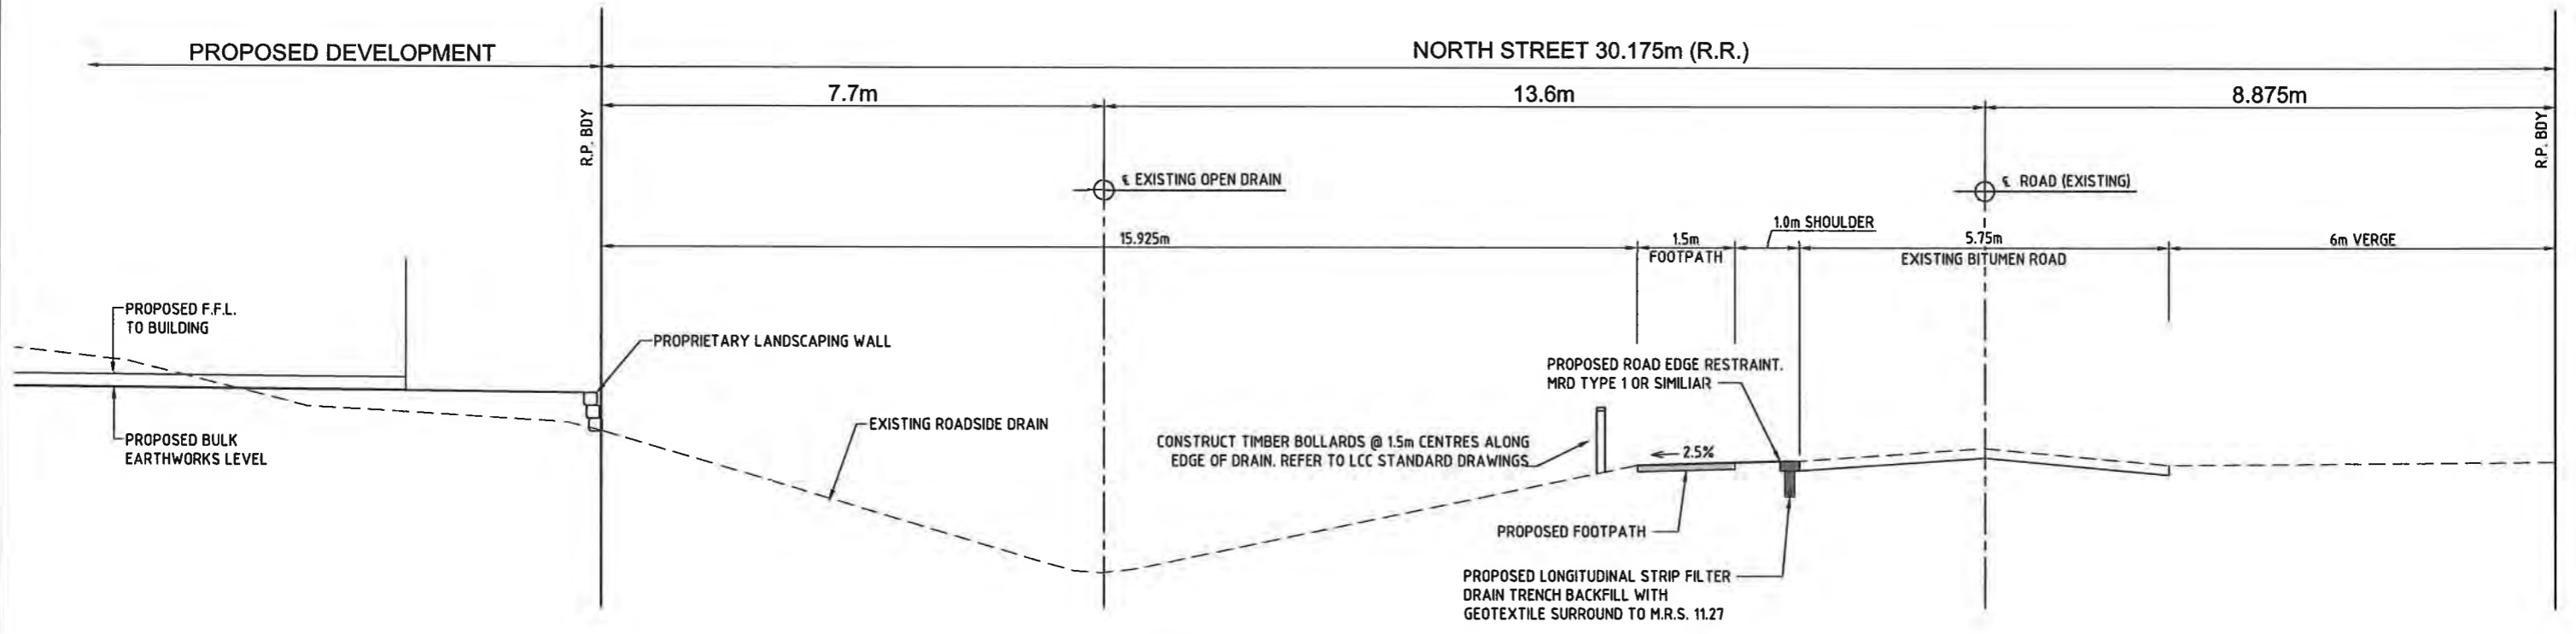 PROPOSED DEVELOPMENT
NORTH STREET 30.175m (R.R.)
7.7m
13.6m
8.875m
R.P. BDY
R.P. BDY
℄ EXISTING OPEN DRAIN
℄ ROAD (EXISTING)
15.925m
1.5m
FOOTPATH
1.0m SHOULDER
5.75m
EXISTING BITUMEN ROAD
6m VERGE
PROPOSED F.F.L.
TO BUILDING
PROPRIETARY LANDSCAPING WALL
PROPOSED ROAD EDGE RESTRAINT.
MRD TYPE 1 OR SIMILIAR
PROPOSED BULK
EARTHWORKS LEVEL
EXISTING ROADSIDE DRAIN
CONSTRUCT TIMBER BOLLARDS @ 1.5m CENTRES ALONG
EDGE OF DRAIN. REFER TO LCC STANDARD DRAWINGS
2.5%
PROPOSED FOOTPATH
PROPOSED LONGITUDINAL STRIP FILTER
DRAIN TRENCH BACKFILL WITH
GEOTEXTILE SURROUND TO M.R.S. 11.27